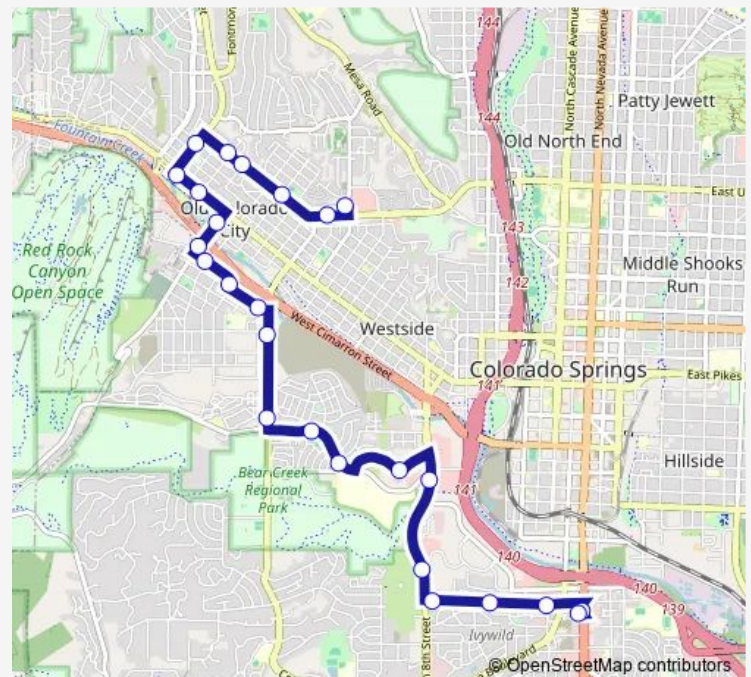 144
Fontmo
North Cascade Avenue
North Nevada Avenue
Mesa Road
Patty Jewett
144
Fountain Creek
Old North End
East U
Old Colorado
City
143
Red Rock
Canyon
Open Space
Middle Shooks
Run
142
West Cimarron Street
Westside
Colorado Springs
East Pikes
141
Hillside
Bear Creek
Regional
Park
141
140
140
139
8th Street
Ivywild
© OpenStreetMap contributors